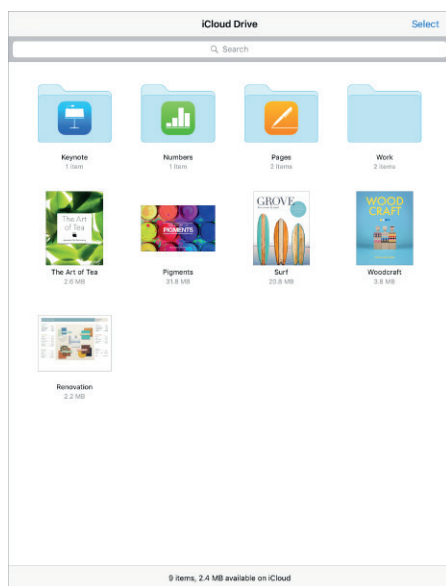 iCloud Drive
Select
Search
Keynote
1 item
Numbers
1 item
Pages
2 items
Work
2 items
The Art
of Tea
PIGMENTS
GROVE
WOOD
CRAFT
The Art of Tea
2.6 MB
Pigments
31.8 MB
Surf
20.8 MB
Woodcraft
3.8 MB
Renovation
2.2 MB
9 items, 2.4 MB available on iCloud